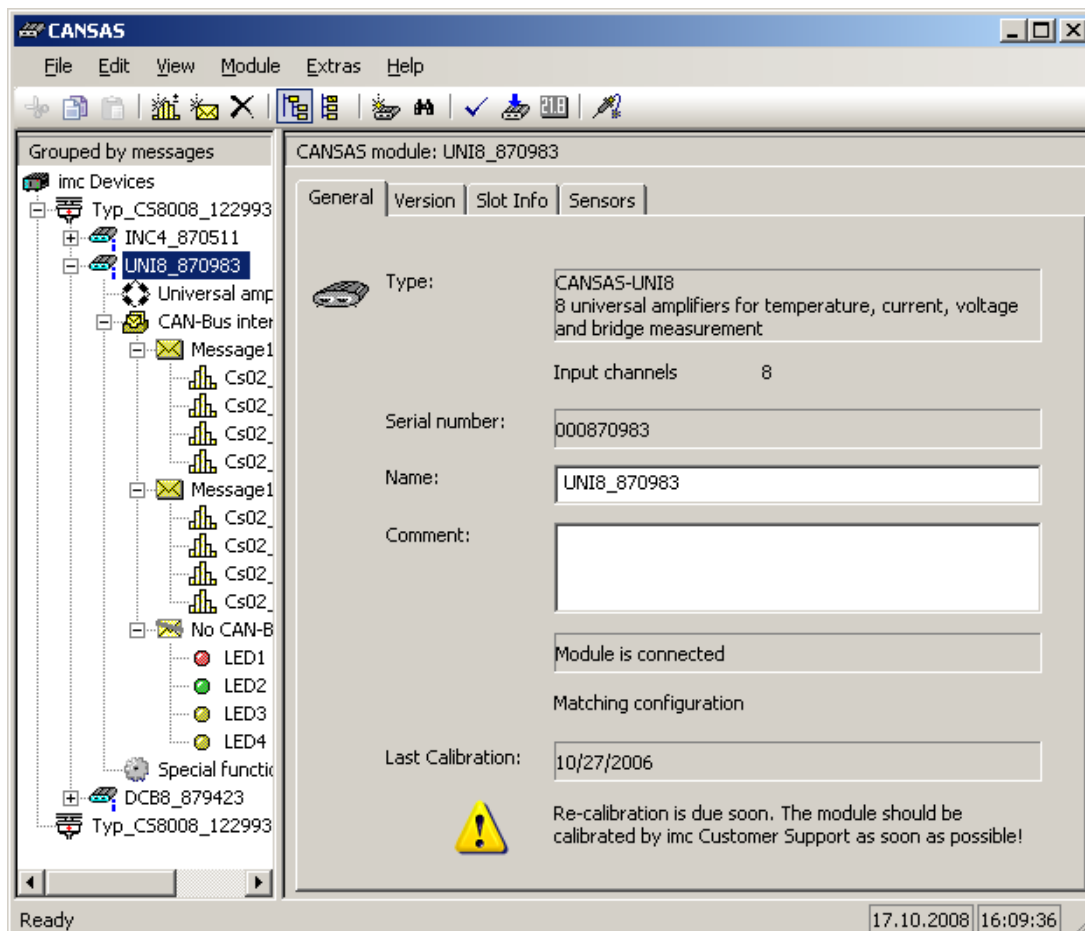 CANSAS
File Edit View Module Extras Help
Grouped by messages
imc Devices
Typ_CS8008_122993
INC4_870511
UNI8_870983
Universal amp
CAN-Bus inter
Message1
Cs02_
Cs02_
Cs02_
Cs02_
Message1
Cs02_
Cs02_
Cs02_
Cs02_
No CAN-B
LED1
LED2
LED3
LED4
Special functio
DCB8_879423
Typ_CS8008_122993
CANSAS module: UNI8_870983
General Version Slot Info Sensors
Type:
CANSAS-UNI8
8 universal amplifiers for temperature, current, voltage
and bridge measurement
Input channels 8
Serial number: 000870983
Name: UNI8_870983
Comment:
Module is connected
Matching configuration
Last Calibration: 10/27/2006
Re-calibration is due soon. The module should be
calibrated by imc Customer Support as soon as possible!
Ready 17.10.2008 16:09:36